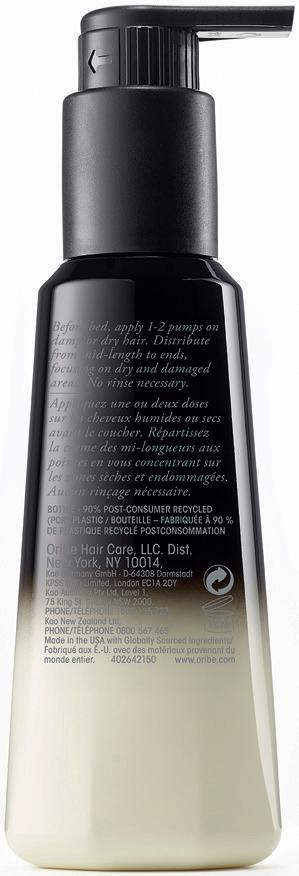 Before bed, apply 1-2 pumps on
damp or dry hair. Distribute
from mid-length to ends,
focusing on dry and damaged
areas. No rinse necessary.
Appliquez une ou deux doses
sur les cheveux humides ou secs
avant le coucher. Répartissez
la crème des mi-longueurs aux
pointes en vous concentrant sur
les zones sèches et endommagées.
Aucun rinçage nécessaire.
BOTTLE - 90% POST-CONSUMER RECYCLED
(PCR) PLASTIC / BOUTEILLE – FABRIQUÉE À 90 %
DE PLASTIQUE RECYCLÉ POSTCONSOMMATION
Oribe Hair Care, LLC. Dist.
New York, NY 10014,
Kao Germany GmbH - D-64308 Darmstadt
KPSS Limited. London EC1A 2DY
Kao Australia Pty Ltd, Level 1,
75 King St. NSW 2000.
PHONE/TÉLÉPHONE
Kao New Zealand Ltd.
PHONE/TÉLÉPHONE 0800 567 465
Made in the USA with Globally Sourced Ingredients/
Fabriqué aux É.-U. avec des matériaux provenant du
monde entier. 402642150 www.oribe.com